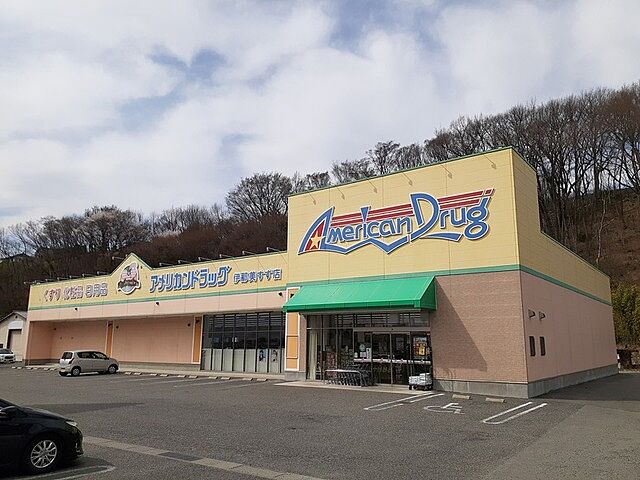 American Drug
くすり 化粧品 日用品
アメリカンドラッグ 伊那美すず店